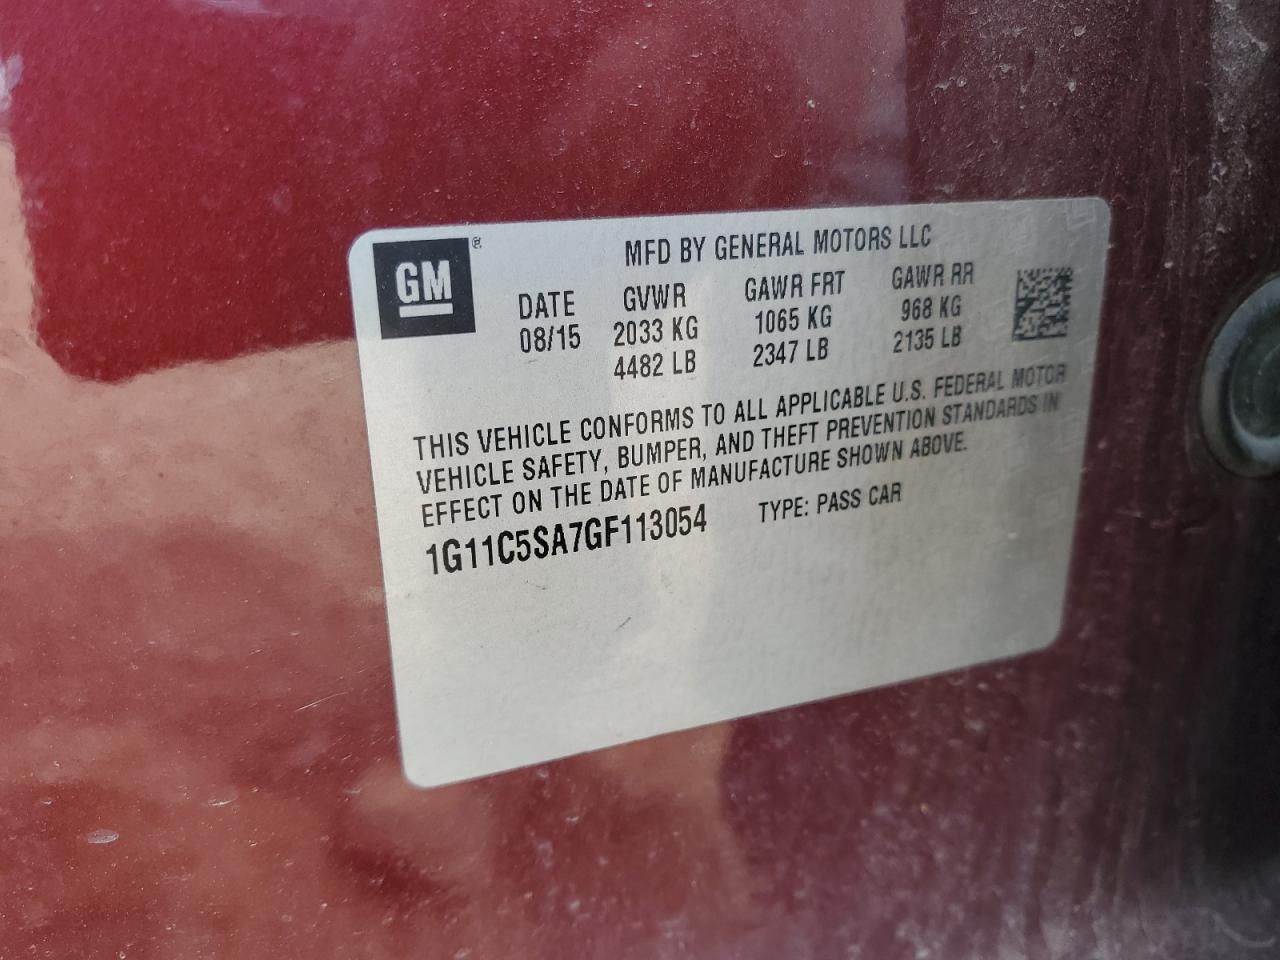 GM ®
MFD BY GENERAL MOTORS LLC
DATE GVWR GAWR FRT GAWR RR
08/15 2033 KG 1065 KG 968 KG
4482 LB 2347 LB 2135 LB
THIS VEHICLE CONFORMS TO ALL APPLICABLE U.S. FEDERAL MOTOR
VEHICLE SAFETY, BUMPER, AND THEFT PREVENTION STANDARDS IN
EFFECT ON THE DATE OF MANUFACTURE SHOWN ABOVE.
1G11C5SA7GF113054 TYPE: PASS CAR